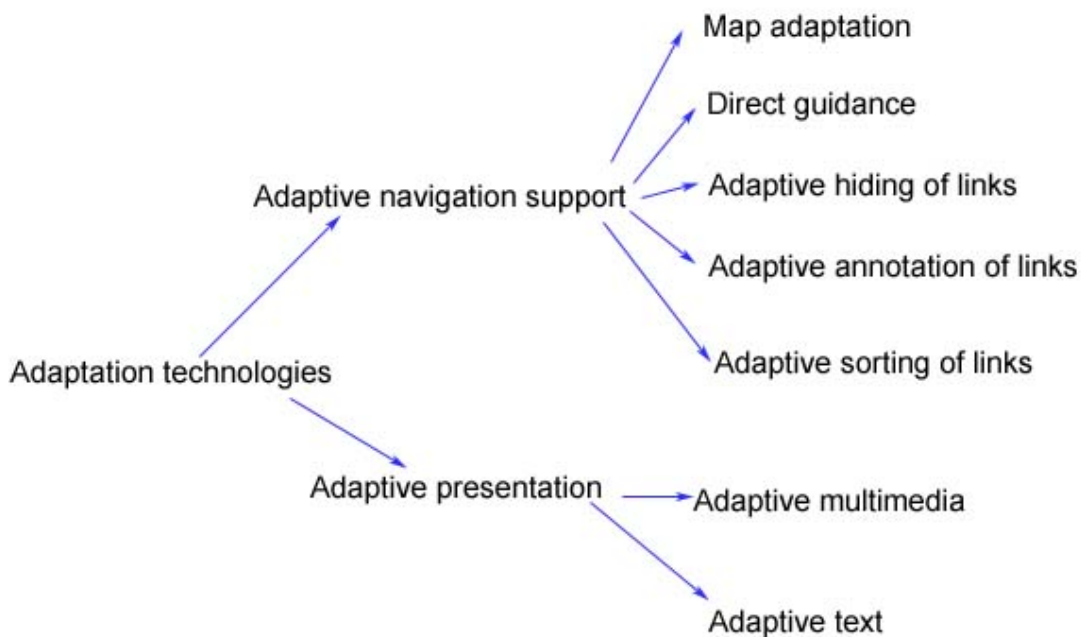 Map adaptation
Direct guidance
Adaptive hiding of links
Adaptive navigation support
Adaptive annotation of links
Adaptive sorting of links
Adaptation technologies
Adaptive presentation
Adaptive multimedia
Adaptive text